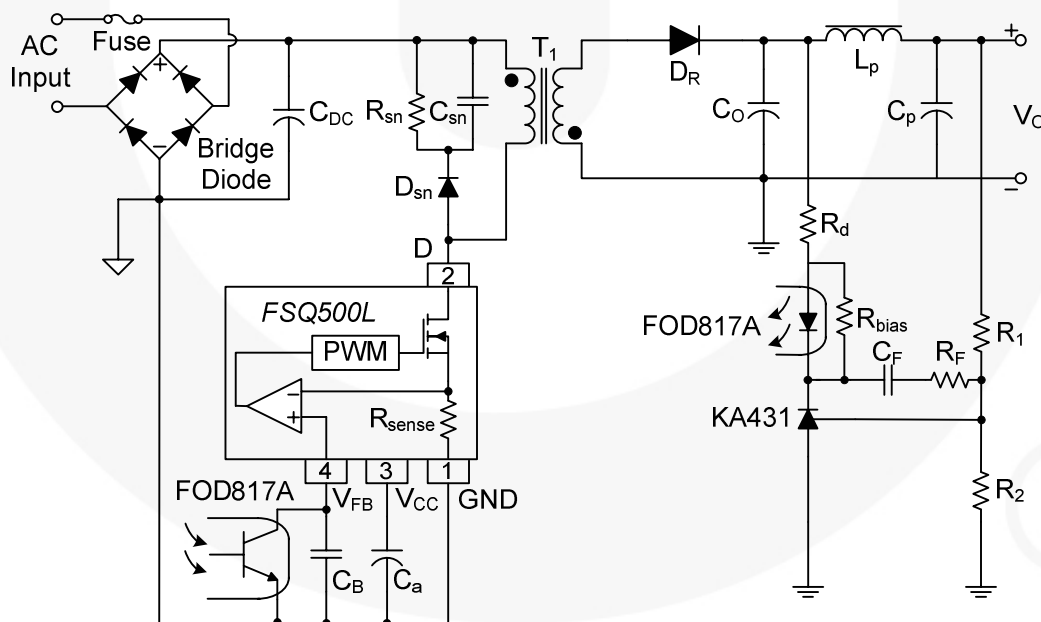 AC
Input
Fuse
+
−
Bridge
Diode
C_DC
R_sn
C_sn
D_sn
T_1
D_R
C_O
L_p
C_p
+
V_O
−
D
2
FSQ500L
PWM
−
+
R_sense
4
3
1
V_FB
V_CC
GND
FOD817A
C_B
C_a
R_d
FOD817A
R_bias
C_F
R_F
R_1
KA431
R_2